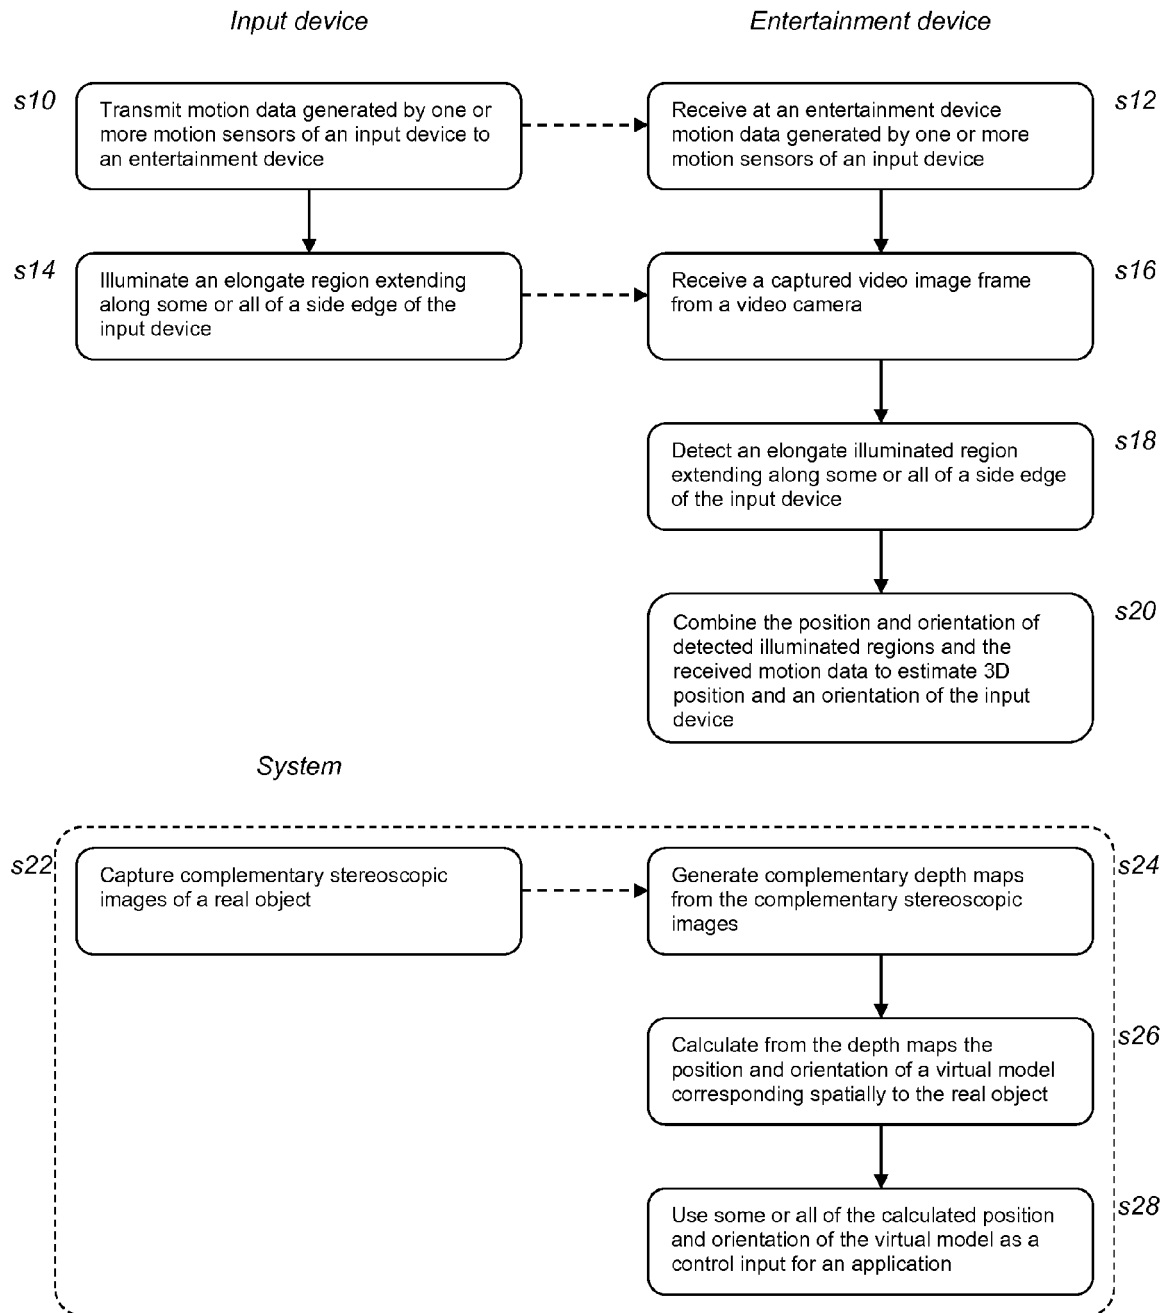 Input device
Entertainment device
s10
Transmit motion data generated by one or
more motion sensors of an input device to
an entertainment device
s12
Receive at an entertainment device
motion data generated by one or more
motion sensors of an input device
s14
Illuminate an elongate region extending
along some or all of a side edge of the
input device
s16
Receive a captured video image frame
from a video camera
s18
Detect an elongate illuminated region
extending along some or all of a side edge
of the input device
s20
Combine the position and orientation of
detected illuminated regions and the
received motion data to estimate 3D
position and an orientation of the input
device
System
s22
Capture complementary stereoscopic
images of a real object
s24
Generate complementary depth maps
from the complementary stereoscopic
images
s26
Calculate from the depth maps the
position and orientation of a virtual model
corresponding spatially to the real object
s28
Use some or all of the calculated position
and orientation of the virtual model as a
control input for an application